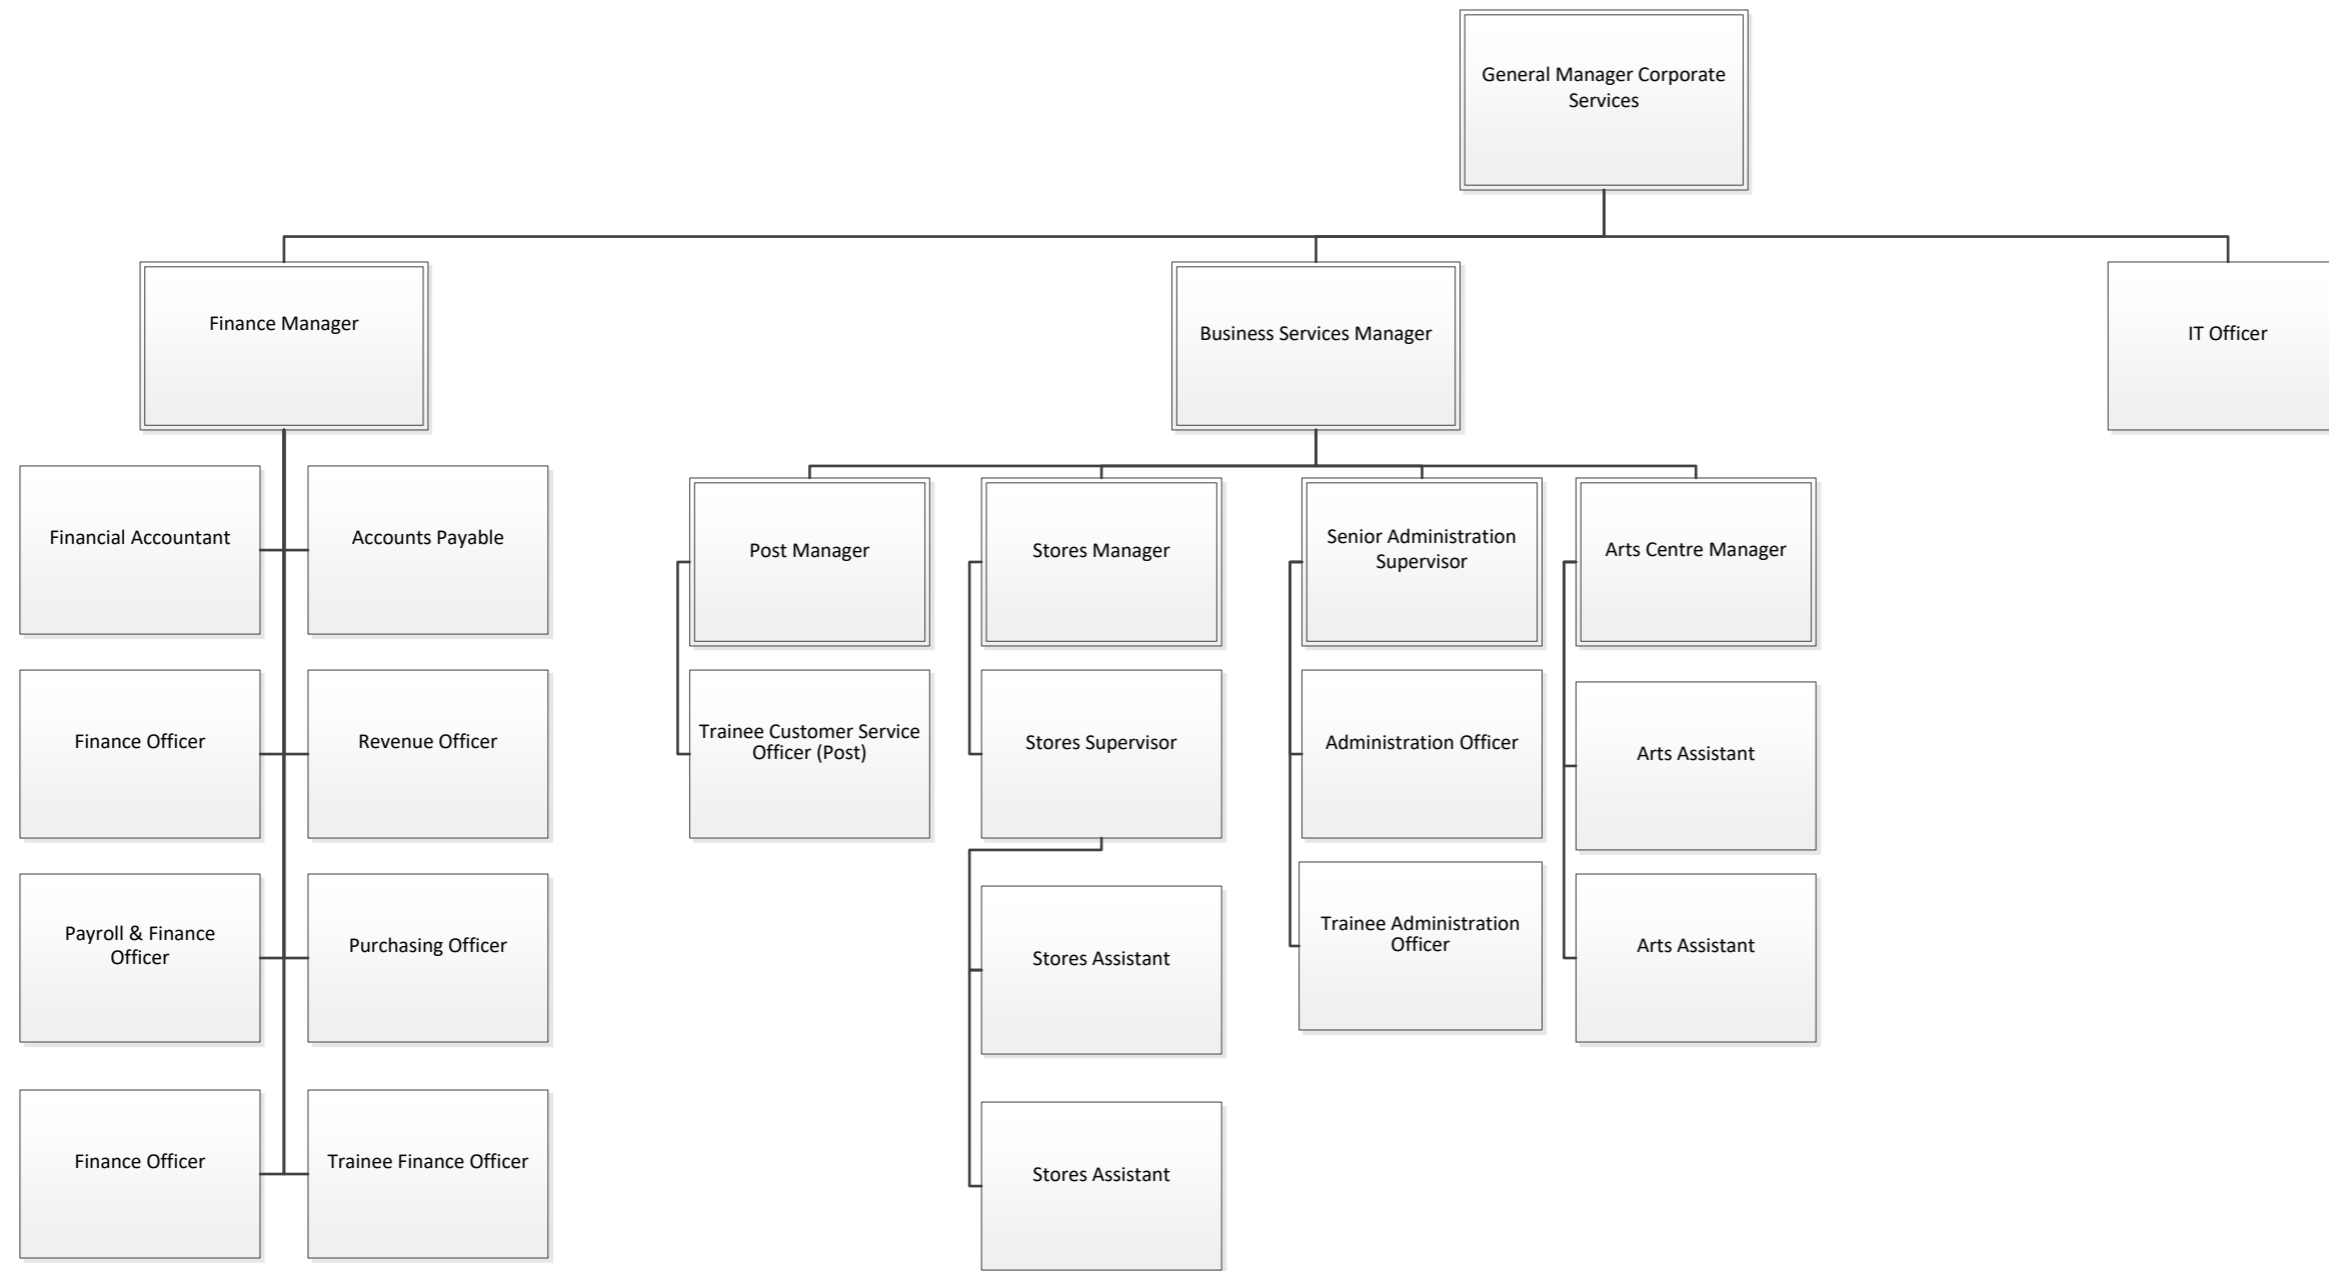 General Manager Corporate
Services
Finance Manager
Business Services Manager
IT Officer
Financial Accountant
Accounts Payable
Post Manager
Stores Manager
Senior Administration
Supervisor
Arts Centre Manager
Finance Officer
Revenue Officer
Trainee Customer Service
Officer (Post)
Stores Supervisor
Administration Officer
Arts Assistant
Payroll & Finance
Officer
Purchasing Officer
Stores Assistant
Trainee Administration
Officer
Arts Assistant
Finance Officer
Trainee Finance Officer
Stores Assistant